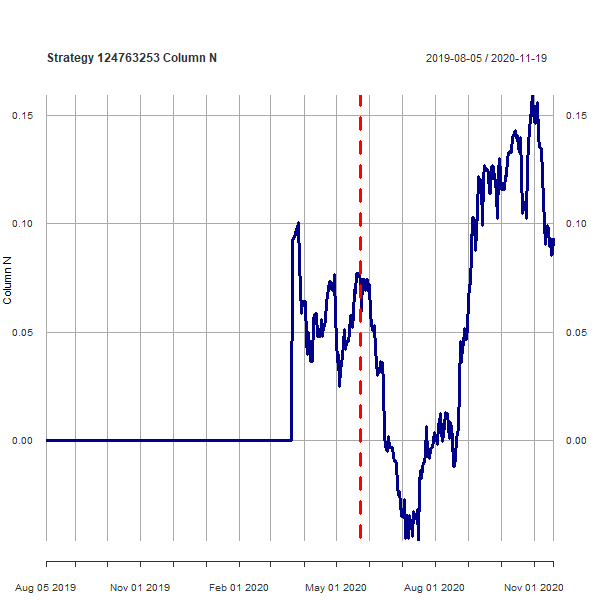 Strategy 124763253 Column N 2019-08-05 / 2020-11-19
0.15 0.15
0.10 0.10
Column N
0.05 0.05
0.00 0.00
Aug 05 2019 Nov 01 2019 Feb 01 2020 May 01 2020 Aug 01 2020 Nov 01 2020